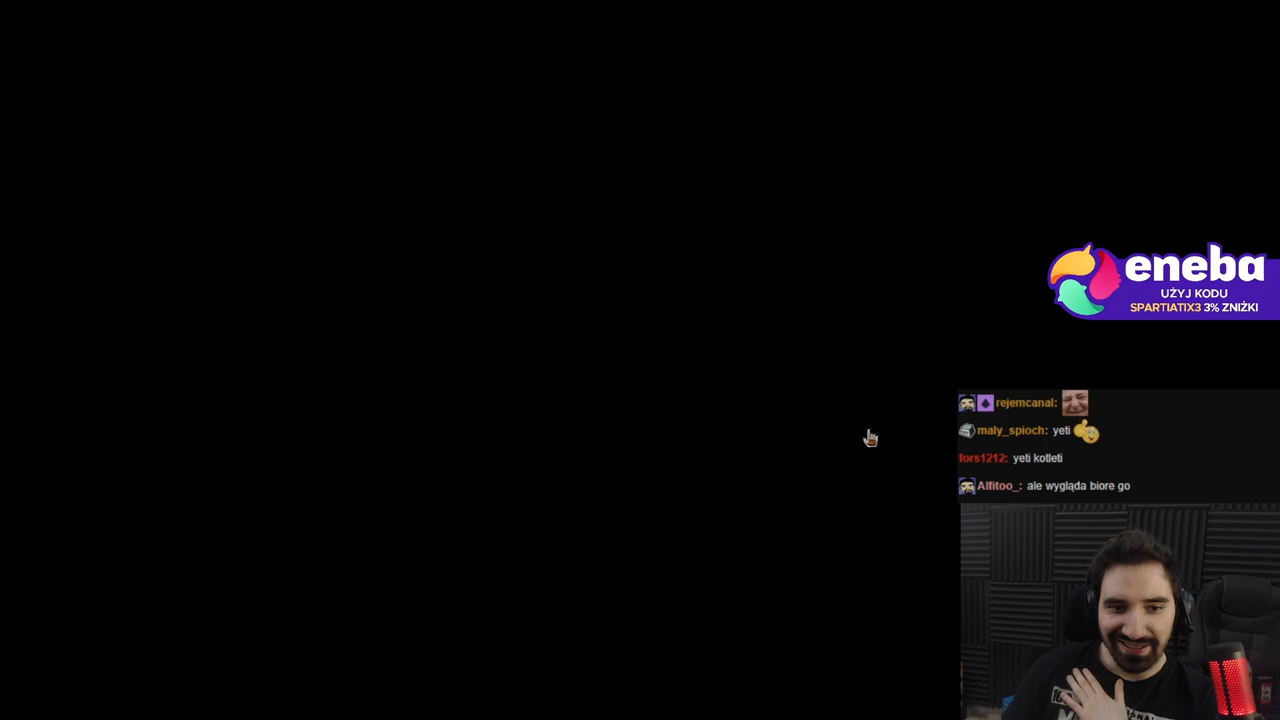 eneba
UŻYJ KODU
SPARTIATIX3 3% ZNIŻKI
rejemcanal:
maly_spioch: yeti
fors1212: yeti kotleti
Alfitoo_: ale wygląda biore go